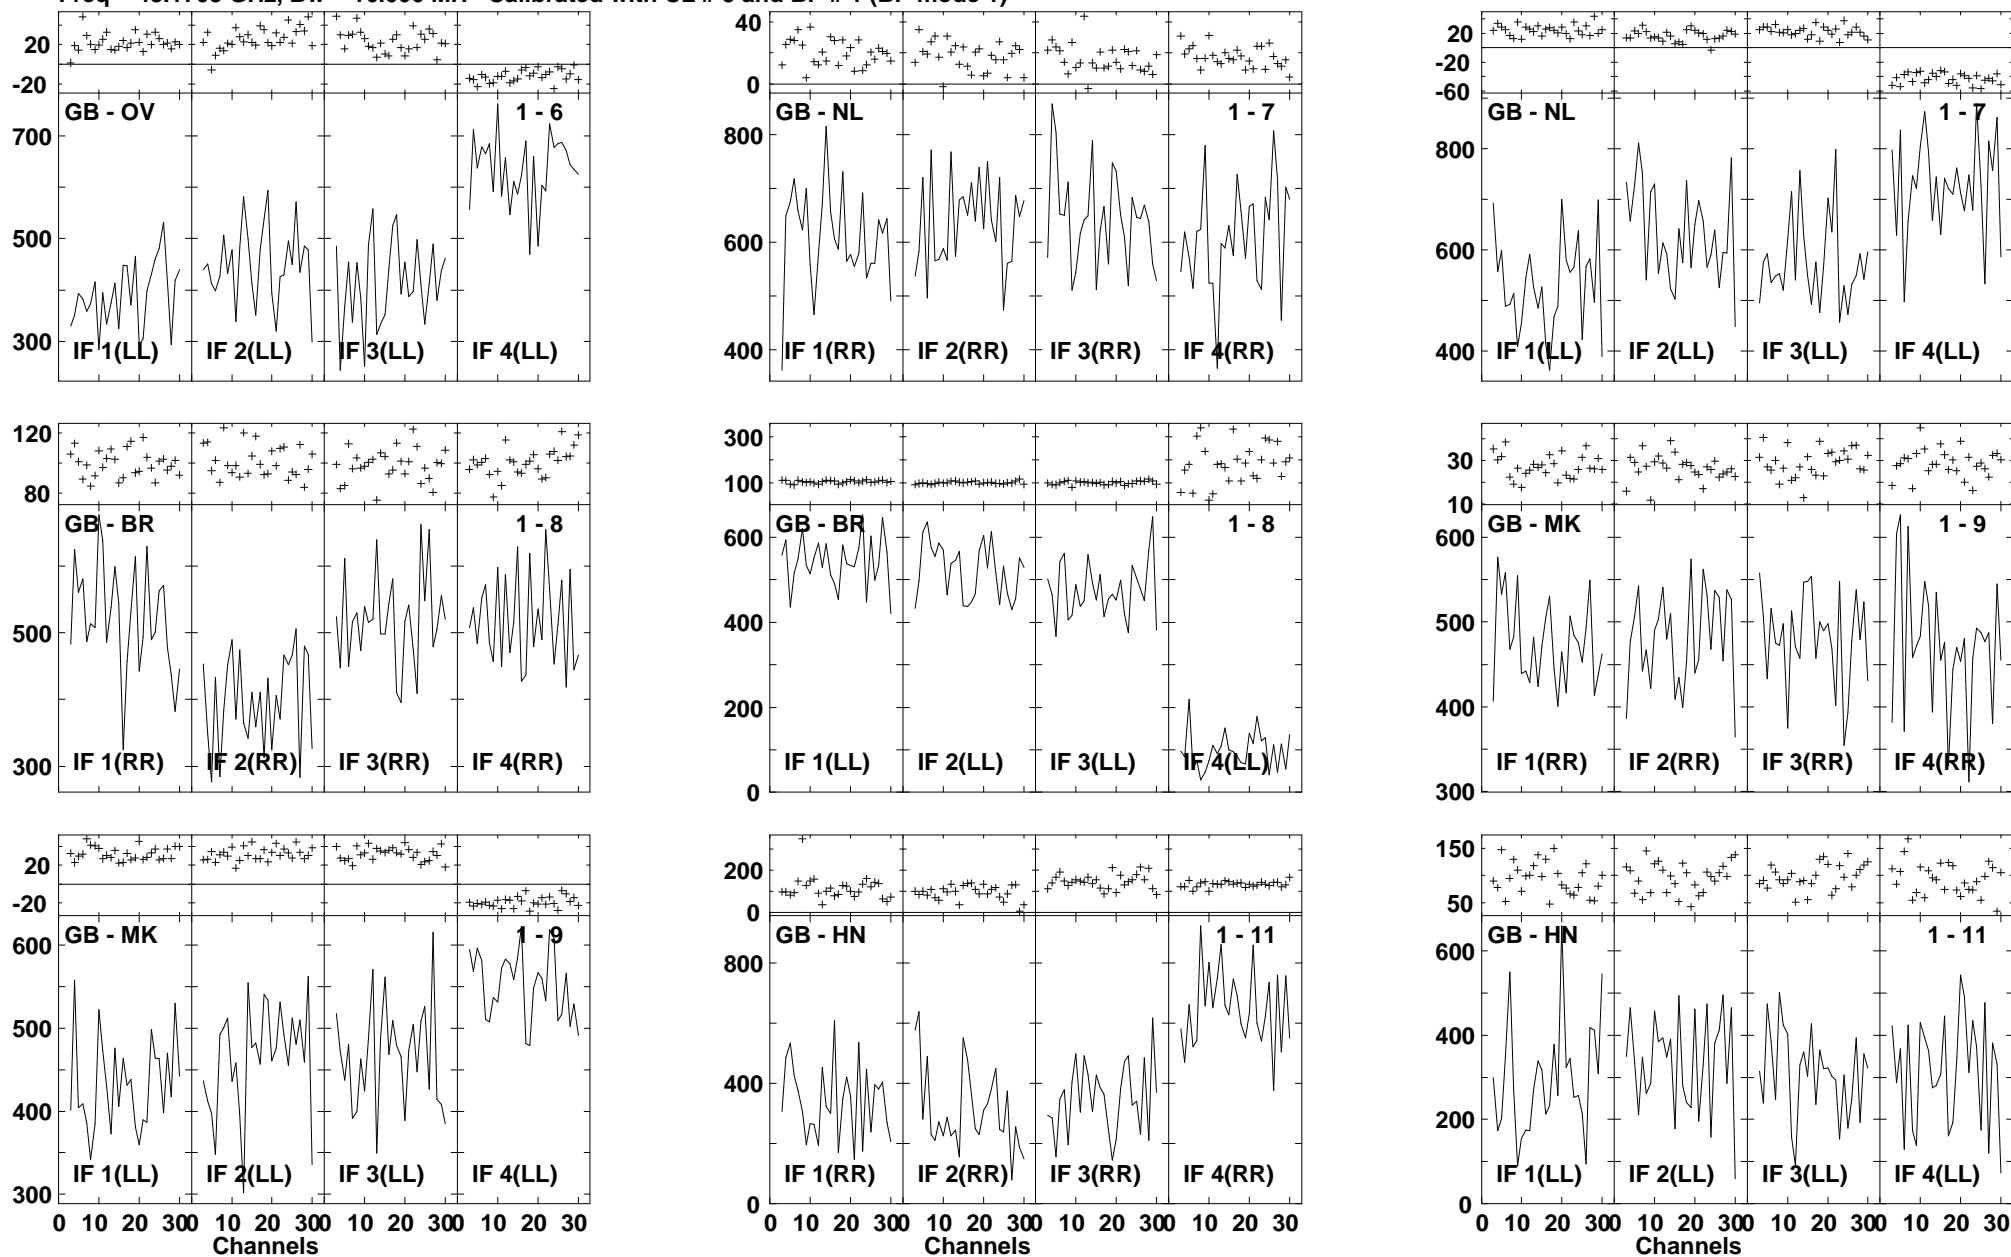 20 40 20
-20 20 -20
0 -60
GB - OV 1 - 6 GB - NL 1 - 7 GB - NL 1 - 7
700 800 800
500 600 600
300 400 400
IF 1(LL) IF 2(LL) IF 3(LL) IF 4(LL) IF 1(RR) IF 2(RR) IF 3(RR) IF 4(RR) IF 1(LL) IF 2(LL) IF 3(LL) IF 4(LL)
120 300 30
80 100 10
GB - BR 1 - 8 GB - BR 1 - 8 GB - MK 1 - 9
500 600 600
300 400 500
200 400
0 300
IF 1(RR) IF 2(RR) IF 3(RR) IF 4(RR) IF 1(LL) IF 2(LL) IF 3(LL) IF 4(LL) IF 1(RR) IF 2(RR) IF 3(RR) IF 4(RR)
20 200 150
-20 100 100
0 50
GB - MK 1 - 9 GB - HN 1 - 11 GB - HN 1 - 11
600 800 600
500 400 400
400 0 200
300 0
IF 1(LL) IF 2(LL) IF 3(LL) IF 4(LL) IF 1(RR) IF 2(RR) IF 3(RR) IF 4(RR) IF 1(LL) IF 2(LL) IF 3(LL) IF 4(LL)
0 10 20 30 0 10 20 30 0 10 20 30 0 10 20 30 0 10 20 30 0 10 20 30 0 10 20 30 0 10 20 30 0 10 20 30 0 10 20 30 0 10 20 30 0 10 20 30
Channels Channels Channels